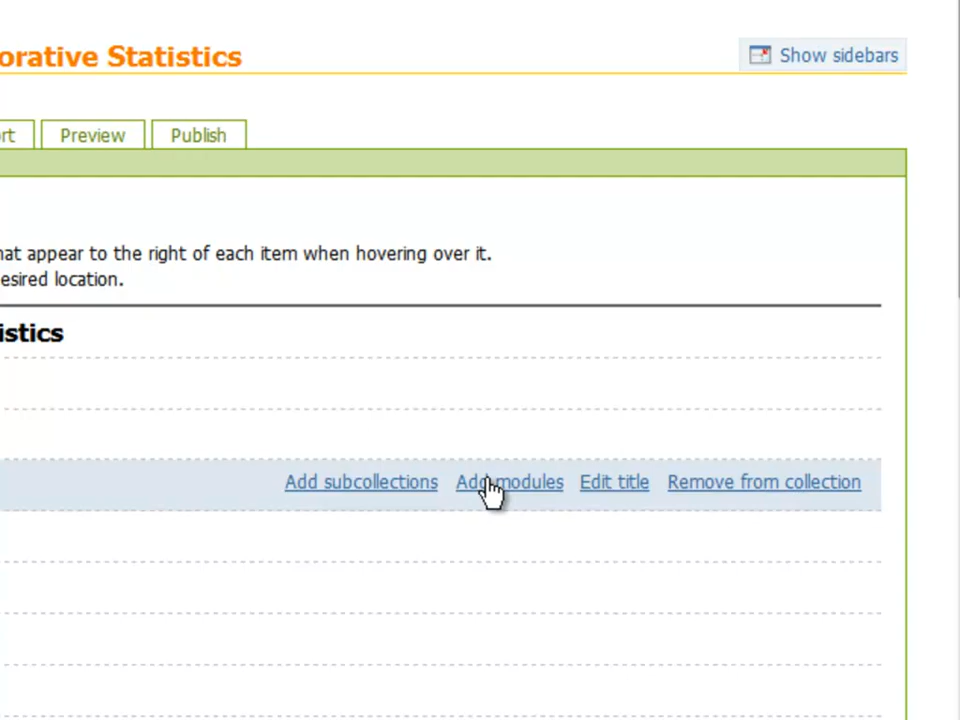 orative Statistics
Show sidebars
rt Preview Publish
hat appear to the right of each item when hovering over it.
esired location.
istics
Add subcollections Add modules Edit title Remove from collection